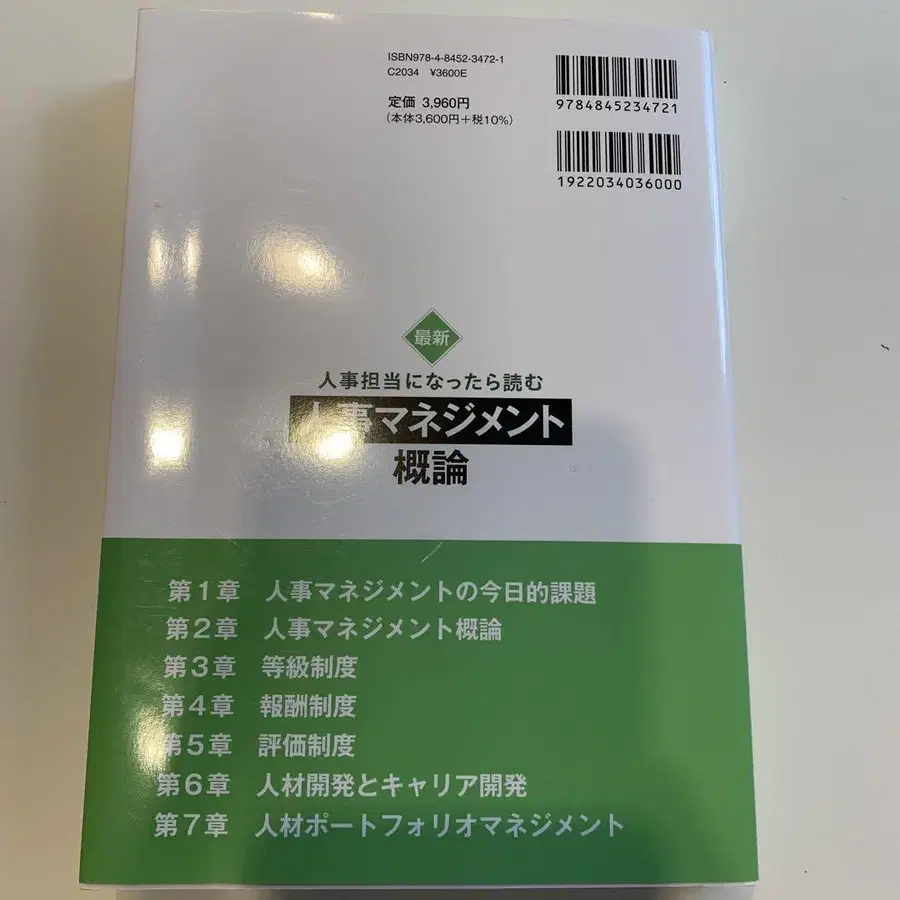 ISBN978-4-8452-3472-1
C2034 ¥3600E
定価 3,960円
(本体3,600円+税10%)
9784845234721
1922034036000
最新
人事担当になったら読む
人事マネジメント
概論
第1章 人事マネジメントの今日的課題
第2章 人事マネジメント概論
第3章 等級制度
第4章 報酬制度
第5章 評価制度
第6章 人材開発とキャリア開発
第7章 人材ポートフォリオマネジメント